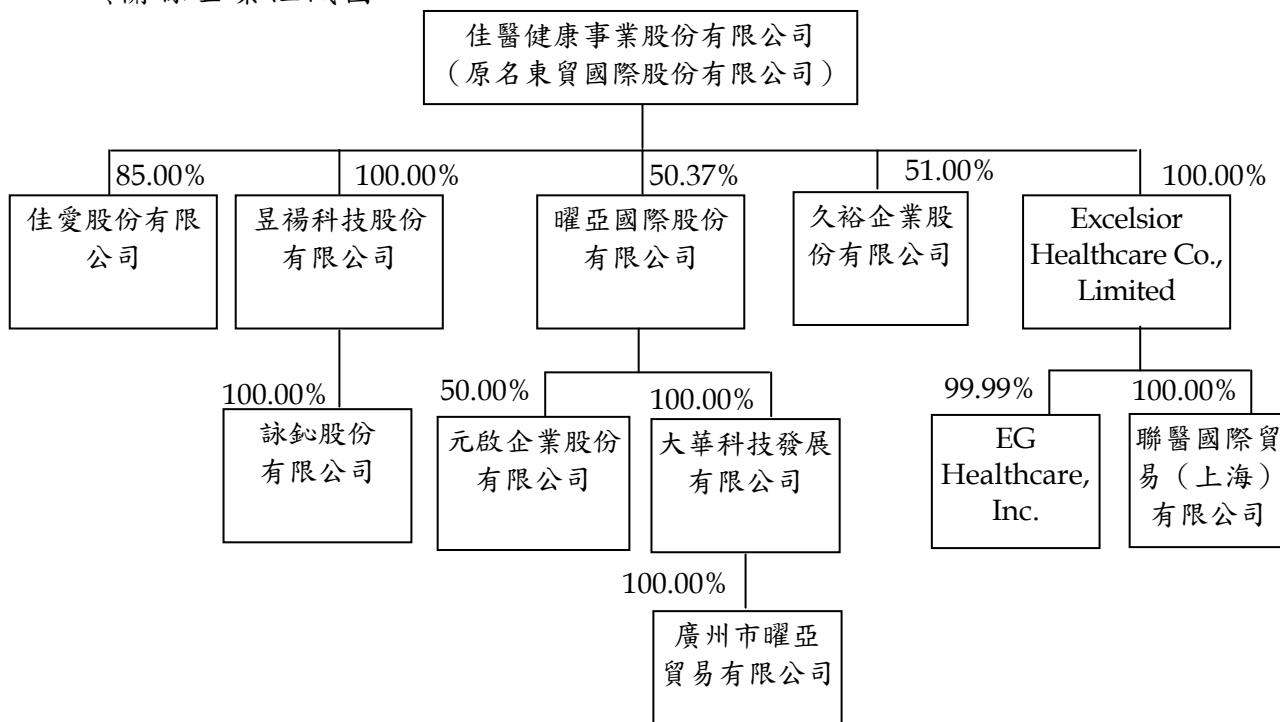 佳醫健康事業股份有限公司
（原名東貿國際股份有限公司）
85.00%
100.00%
50.37%
51.00%
100.00%
佳愛股份有限
公司
昱禓科技股份
有限公司
曜亞國際股份
有限公司
久裕企業股
份有限公司
Excelsior
Healthcare Co.,
Limited
100.00%
50.00%
100.00%
99.99%
100.00%
詠鈊股份
有限公司
元啟企業股份
有限公司
大華科技發展
有限公司
EG
Healthcare,
Inc.
聯醫國際貿
易（上海）
有限公司
100.00%
廣州市曜亞
貿易有限公司